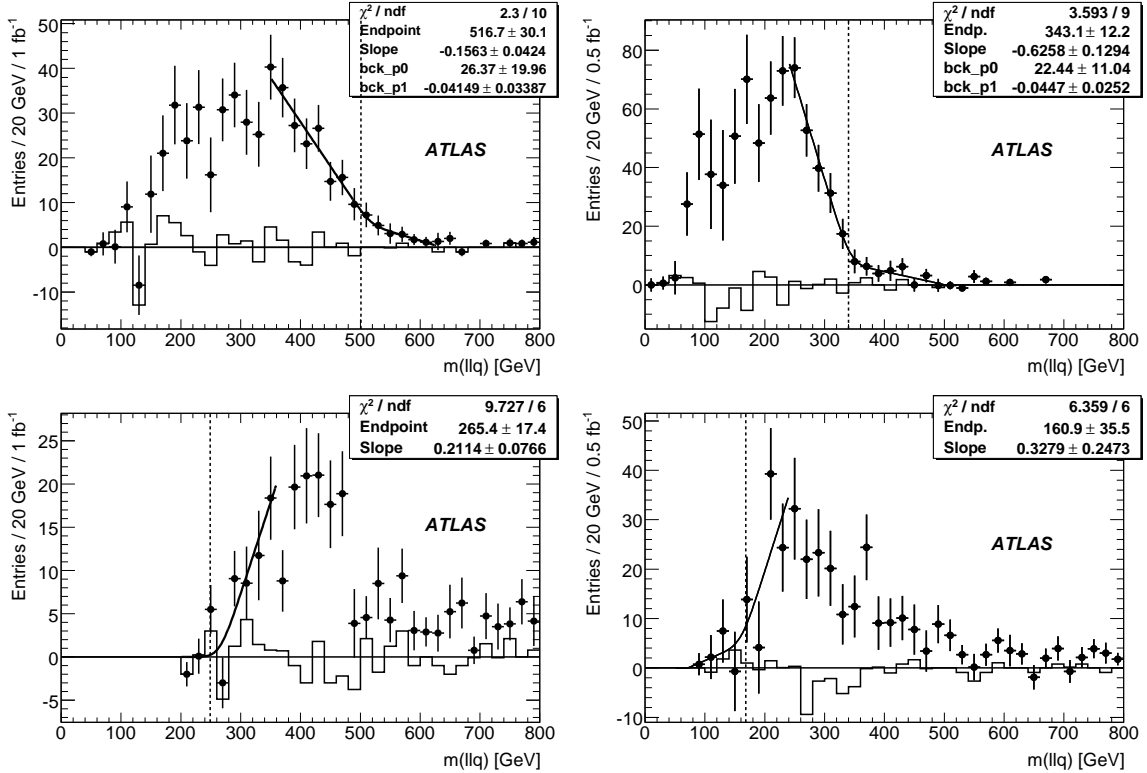 χ² / ndf 2.3 / 10
Endpoint 516.7 ± 30.1
Slope -0.1563 ± 0.0424
bck_p0 26.37 ± 19.96
bck_p1 -0.04149 ± 0.03387
ATLAS
Entries / 20 GeV / 1 fb⁻¹
50
40
30
20
10
0
-10
0 100 200 300 400 500 600 700 800
m(llq) [GeV]
χ² / ndf 3.593 / 9
Endp. 343.1 ± 12.2
Slope -0.6258 ± 0.1294
bck_p0 22.44 ± 11.04
bck_p1 -0.0447 ± 0.0252
ATLAS
Entries / 20 GeV / 0.5 fb⁻¹
80
60
40
20
0
0 100 200 300 400 500 600 700 800
m(llq) [GeV]
χ² / ndf 9.727 / 6
Endpoint 265.4 ± 17.4
Slope 0.2114 ± 0.0766
ATLAS
Entries / 20 GeV / 1 fb⁻¹
25
20
15
10
5
0
-5
0 100 200 300 400 500 600 700 800
m(llq) [GeV]
χ² / ndf 6.359 / 6
Endp. 160.9 ± 35.5
Slope 0.3279 ± 0.2473
ATLAS
Entries / 20 GeV / 0.5 fb⁻¹
50
40
30
20
10
0
-10
0 100 200 300 400 500 600 700 800
m(llq) [GeV]